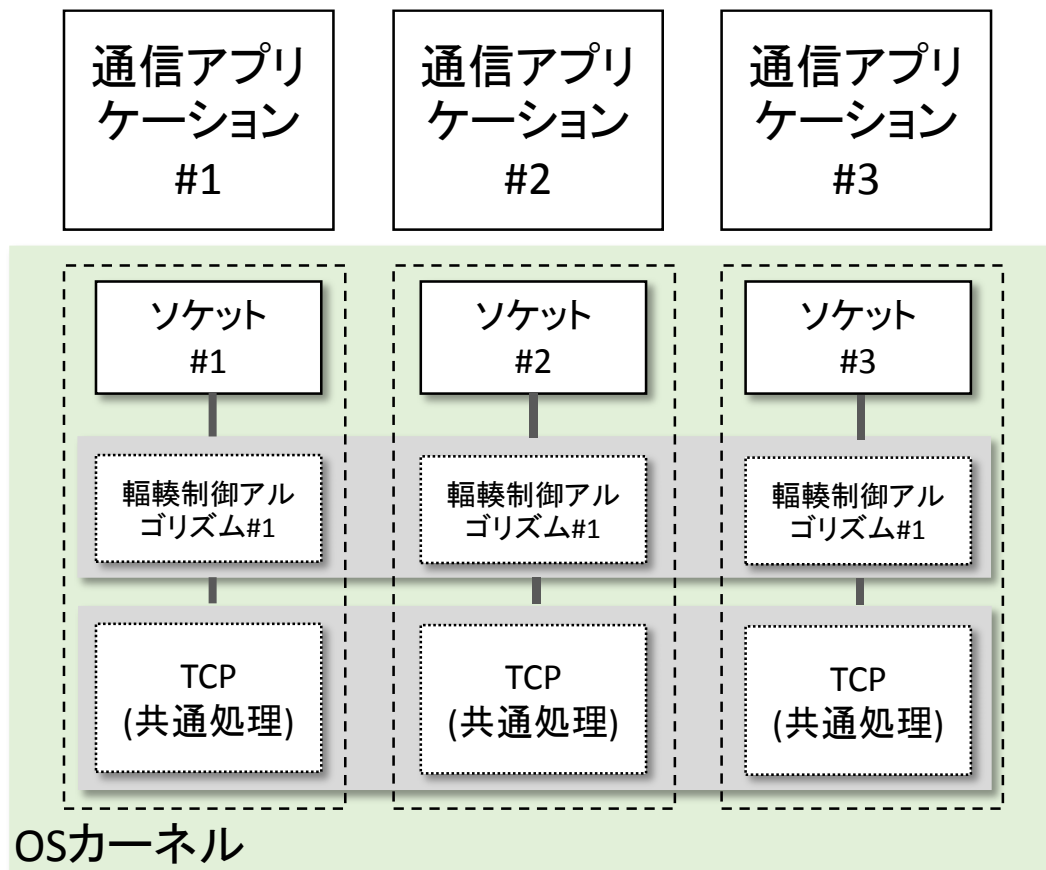 通信アプリ
ケーション
#1
通信アプリ
ケーション
#2
通信アプリ
ケーション
#3
ソケット
#1
ソケット
#2
ソケット
#3
輻輳制御アル
ゴリズム#1
輻輳制御アル
ゴリズム#1
輻輳制御アル
ゴリズム#1
TCP
(共通処理)
TCP
(共通処理)
TCP
(共通処理)
OSカーネル